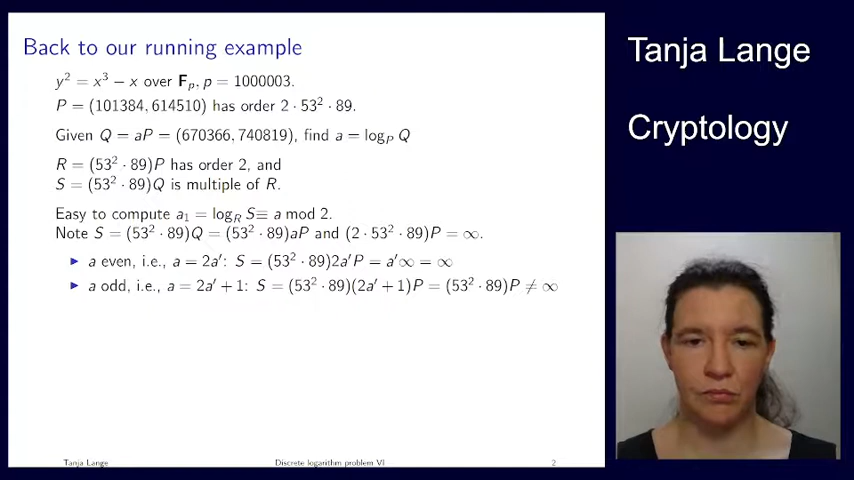 Back to our running example
y² = x³ − x over Fₚ, p = 1000003.
P = (101384, 614510) has order 2 · 53² · 89.
Given Q = aP = (670366, 740819), find a = log_P Q
R = (53² · 89)P has order 2, and
S = (53² · 89)Q is multiple of R.
Easy to compute a₁ = log_R S ≡ a mod 2.
Note S = (53² · 89)Q = (53² · 89)aP and (2 · 53² · 89)P = ∞.
▶ a even, i.e., a = 2a′: S = (53² · 89)2a′P = a′∞ = ∞
▶ a odd, i.e., a = 2a′ + 1: S = (53² · 89)(2a′ + 1)P = (53² · 89)P ≠ ∞
Tanja Lange
Discrete logarithm problem VI
2
Tanja Lange
Cryptology